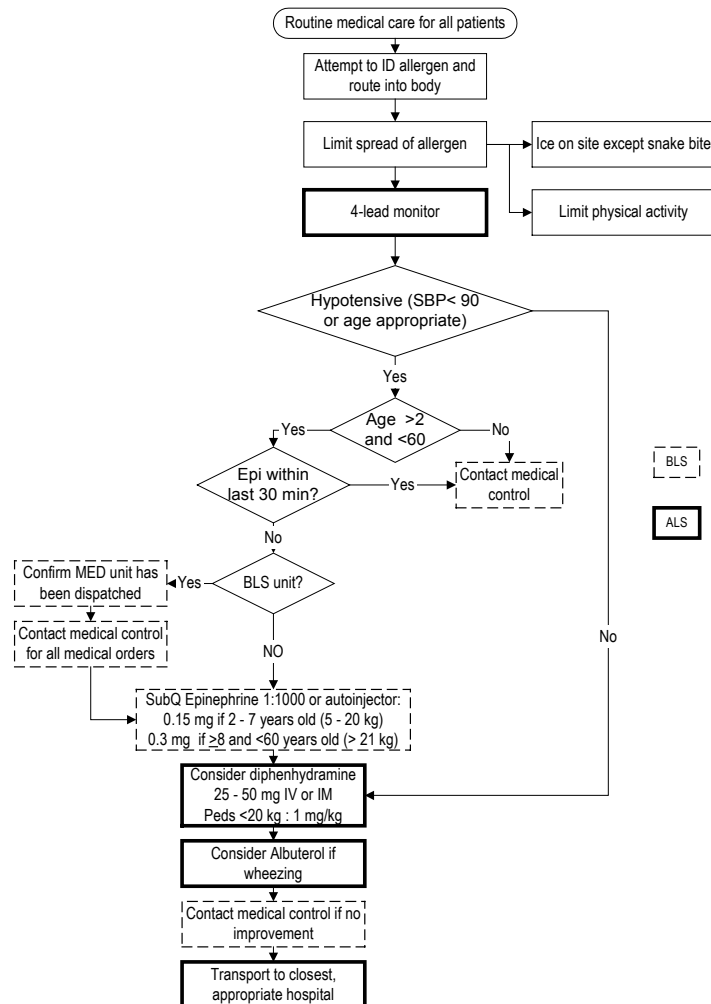 Routine medical care for all patients
Attempt to ID allergen and
route into body
Limit spread of allergen
Ice on site except snake bite
4-lead monitor
Limit physical activity
Hypotensive (SBP< 90
or age appropriate)
Yes
Age >2
and <60
Yes
No
Epi within
last 30 min?
Yes
Contact medical
control
BLS
ALS
No
BLS unit?
Yes
Confirm MED unit has
been dispatched
Contact medical control
for all medical orders
NO
No
SubQ Epinephrine 1:1000 or autoinjector:
0.15 mg if 2 - 7 years old (5 - 20 kg)
0.3 mg if >8 and <60 years old (> 21 kg)
Consider diphenhydramine
25 - 50 mg IV or IM
Peds <20 kg : 1 mg/kg
Consider Albuterol if
wheezing
Contact medical control if no
improvement
Transport to closest,
appropriate hospital